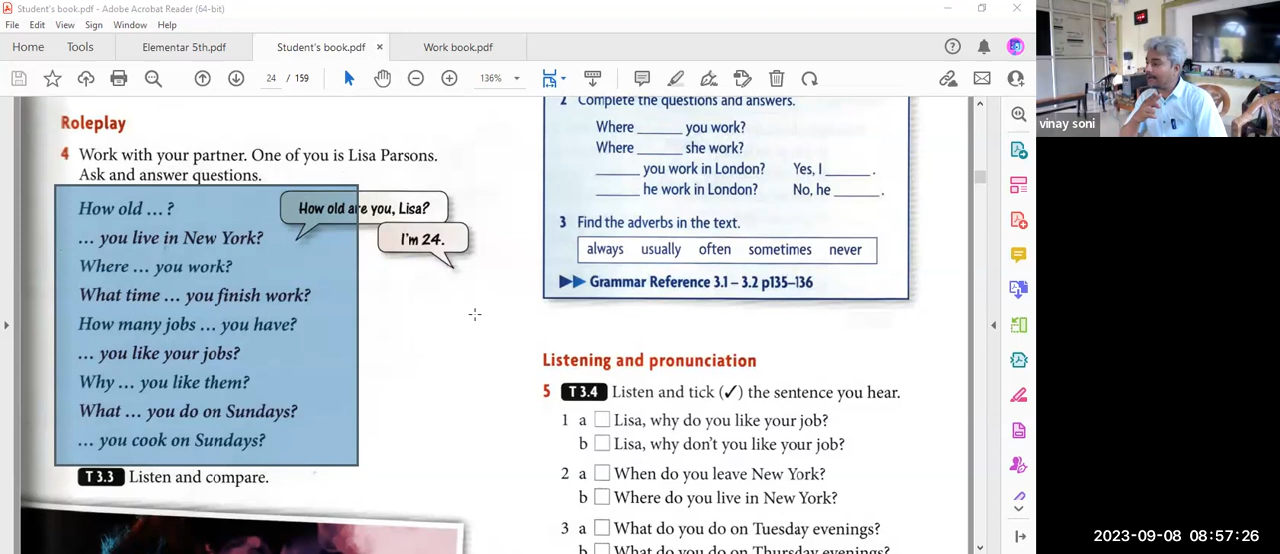 Student's book.pdf - Adobe Acrobat Reader (64-bit)
File Edit View Sign Window Help
Home Tools Elementar 5th.pdf Student's book.pdf × Work book.pdf
24 / 159 136%
Roleplay
4 Work with your partner. One of you is Lisa Parsons.
Ask and answer questions.
How old … ?
… you live in New York?
Where … you work?
What time … you finish work?
How many jobs … you have?
… you like your jobs?
Why … you like them?
What … you do on Sundays?
… you cook on Sundays?
How old are you, Lisa?
I'm 24.
T 3.3 Listen and compare.
2 Complete the questions and answers.
Where ______ you work?
Where ______ she work?
______ you work in London? Yes, I ______ .
______ he work in London? No, he ______ .
3 Find the adverbs in the text.
always usually often sometimes never
Grammar Reference 3.1 – 3.2 p135–136
Listening and pronunciation
5 T 3.4 Listen and tick (✓) the sentence you hear.
1 a Lisa, why do you like your job?
b Lisa, why don't you like your job?
2 a When do you leave New York?
b Where do you live in New York?
3 a What do you do on Tuesday evenings?
b What do you do on Thursday evenings?
vinay soni
2023-09-08 08:57:26